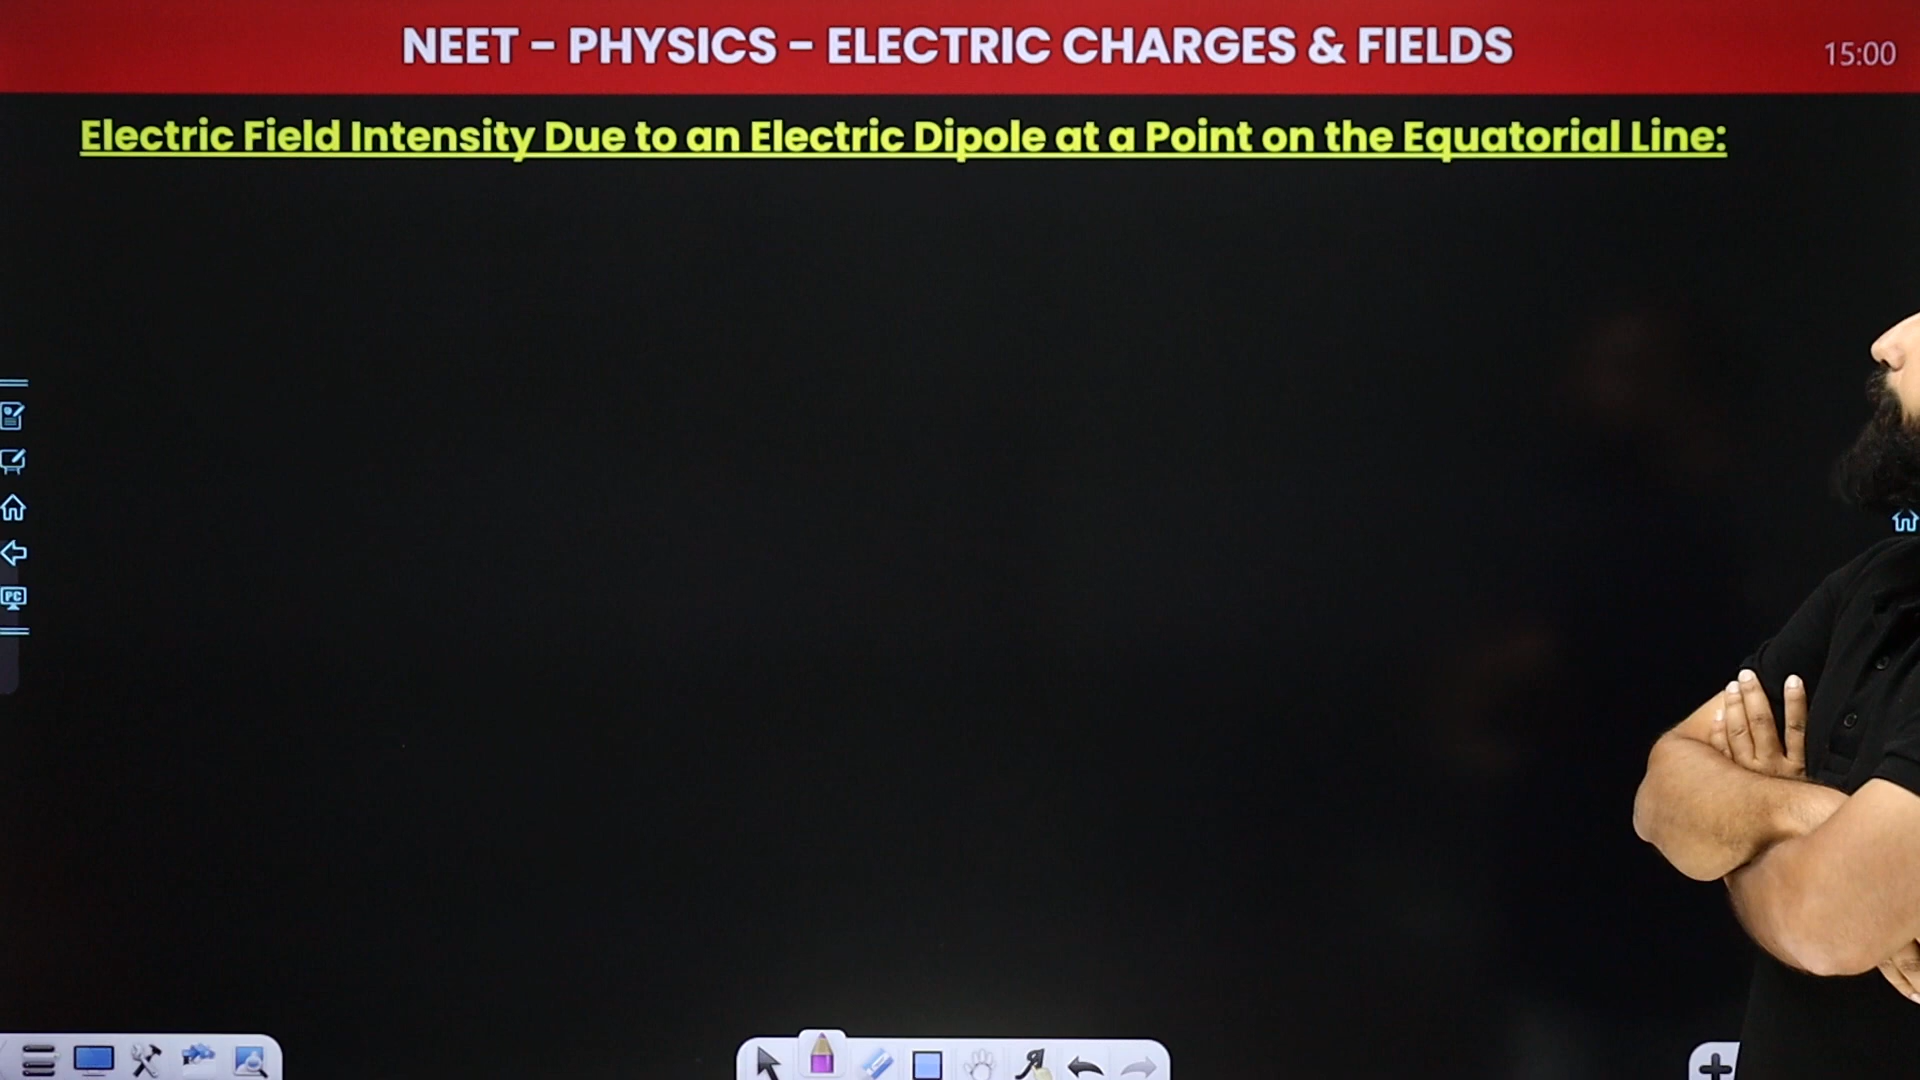 NEET - PHYSICS - ELECTRIC CHARGES & FIELDS
15:00
Electric Field Intensity Due to an Electric Dipole at a Point on the Equatorial Line:
PC